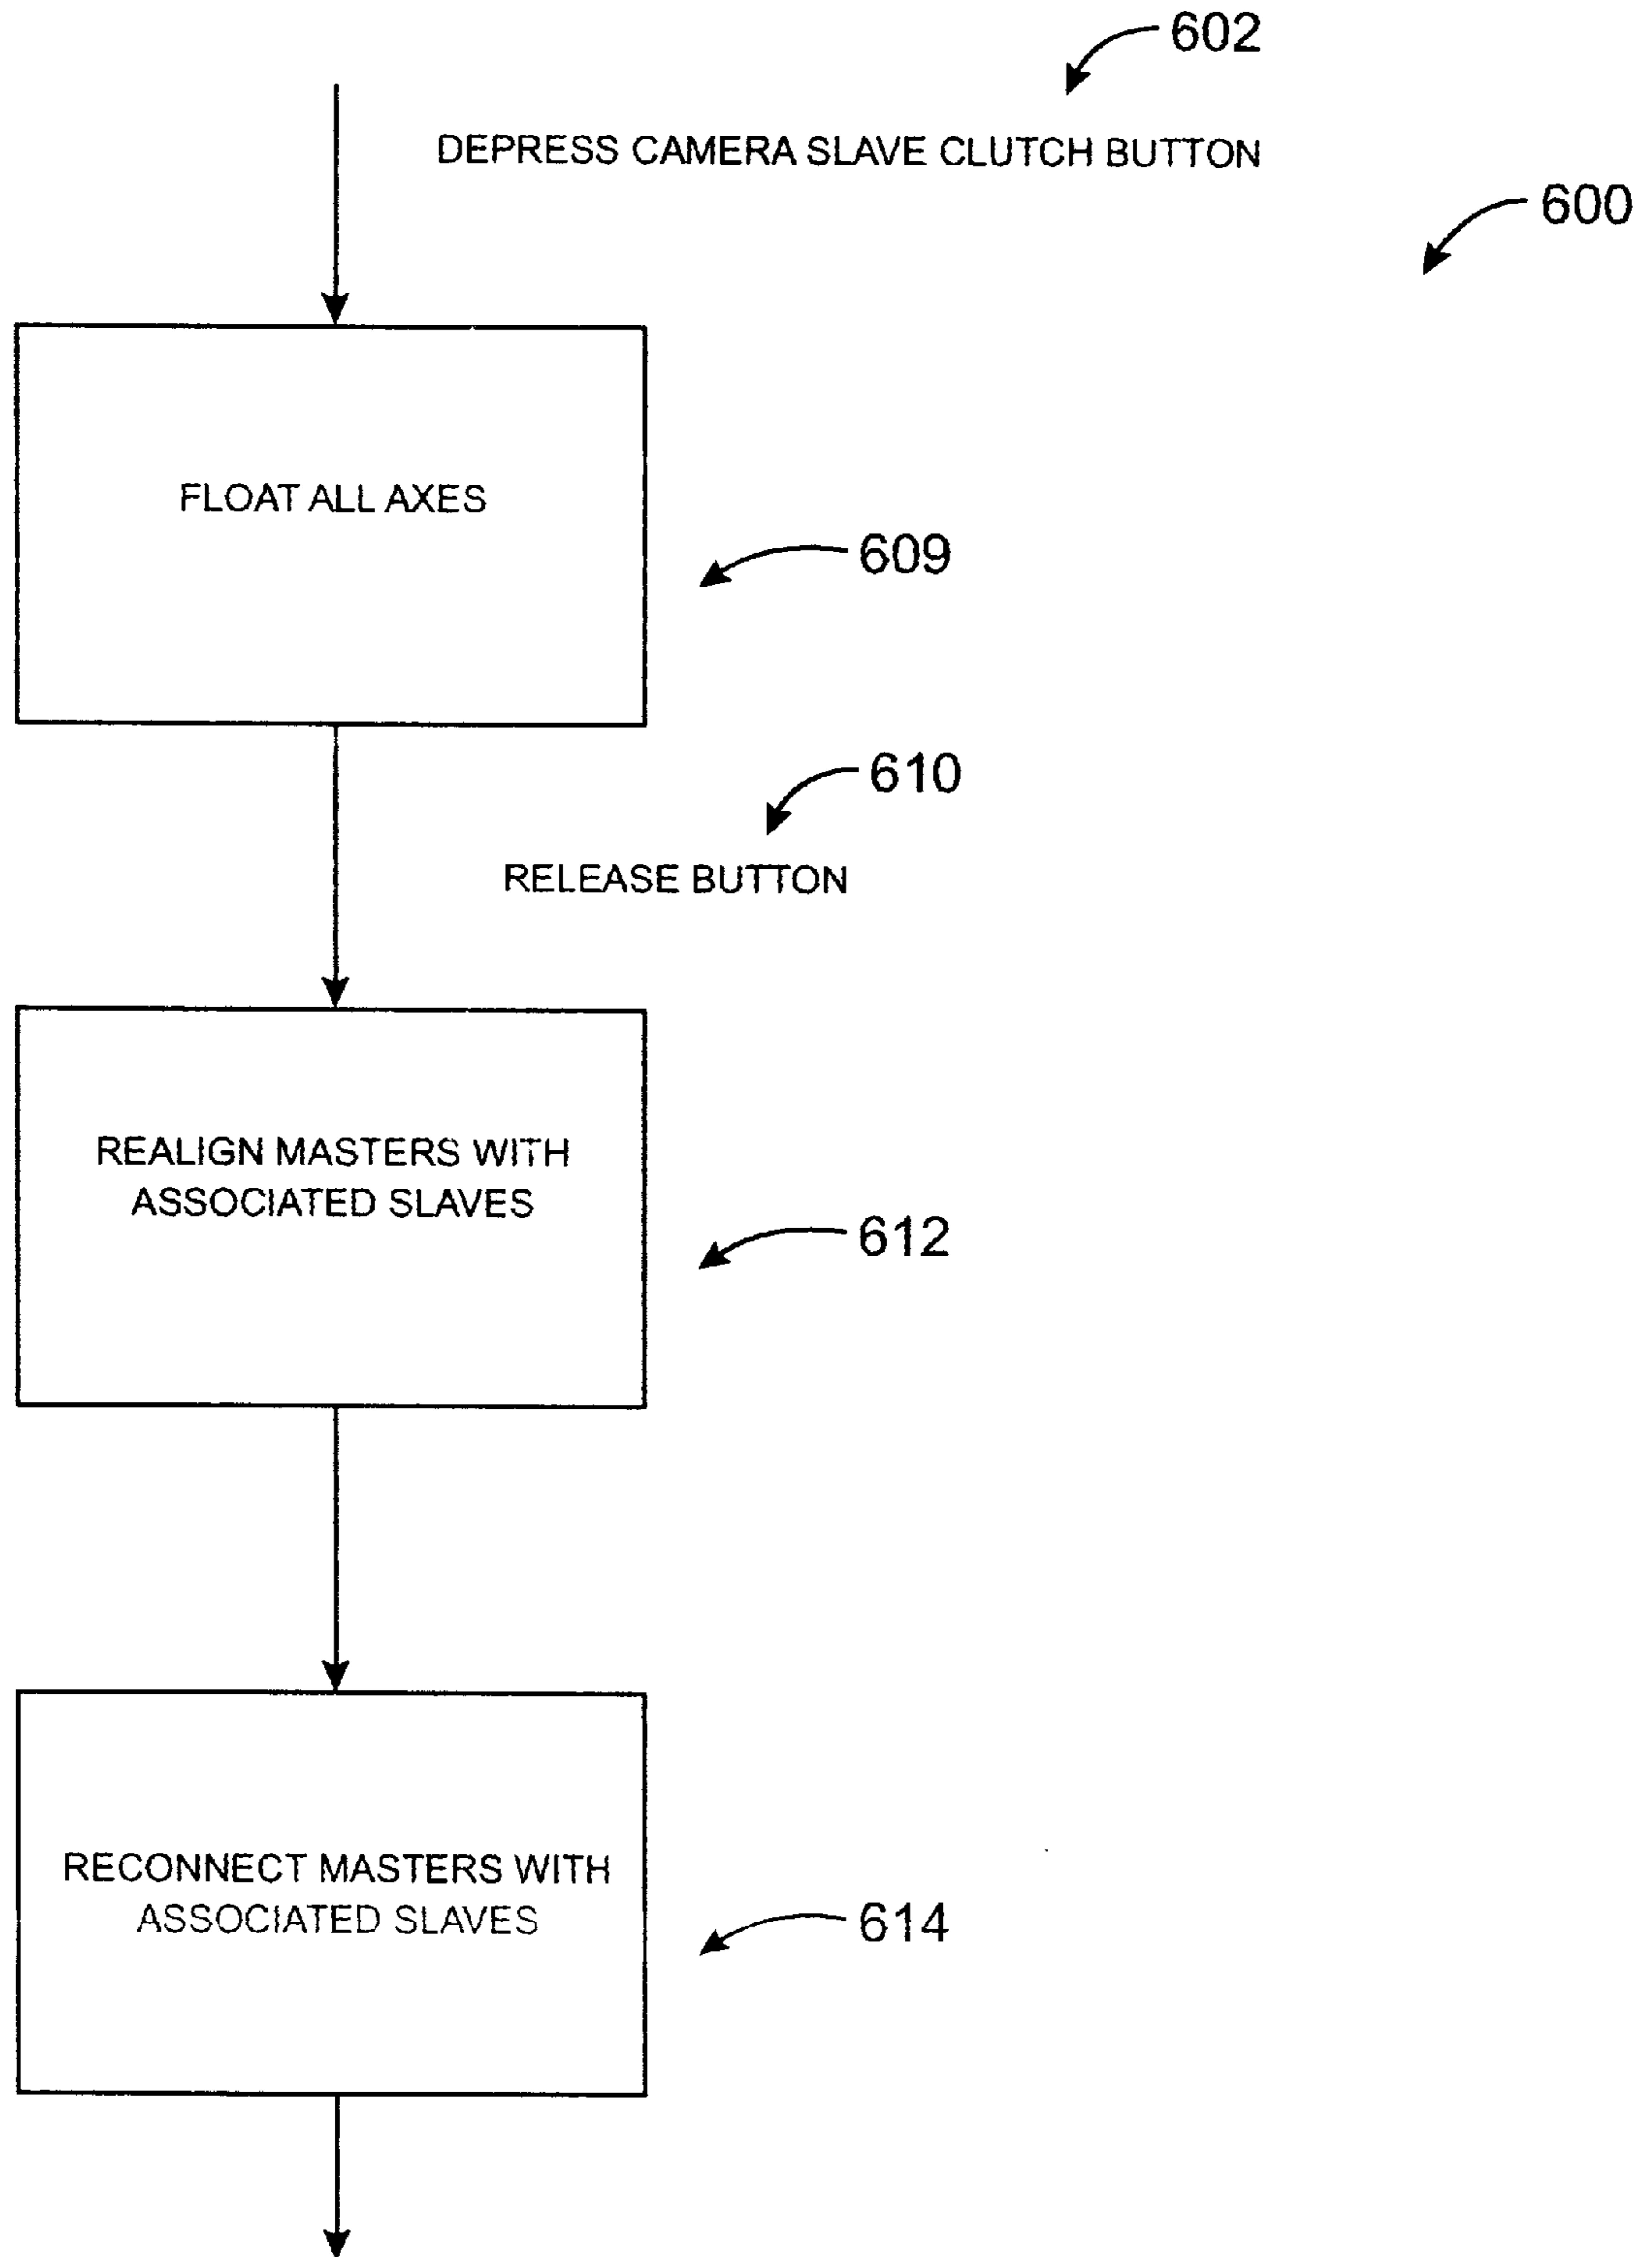 602
DEPRESS CAMERA SLAVE CLUTCH BUTTON
600
FLOAT ALL AXES
609
610
RELEASE BUTTON
REALIGN MASTERS WITH
ASSOCIATED SLAVES
612
RECONNECT MASTERS WITH
ASSOCIATED SLAVES
614